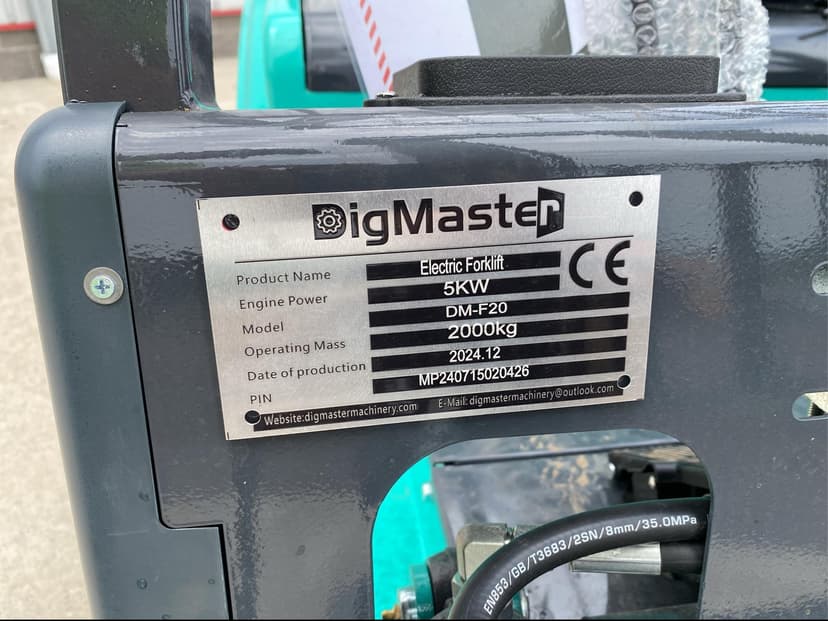 DigMaster
Product Name Electric Forklift
Engine Power 5KW
Model DM-F20
Operating Mass 2000kg
Date of production 2024.12
PIN MP240715020426
Website:digmastermachinery.com E-Mail:digmastermachinery@outlook.com
CE
EN853/GB/T3683/2SN/8mm/35.0MPa